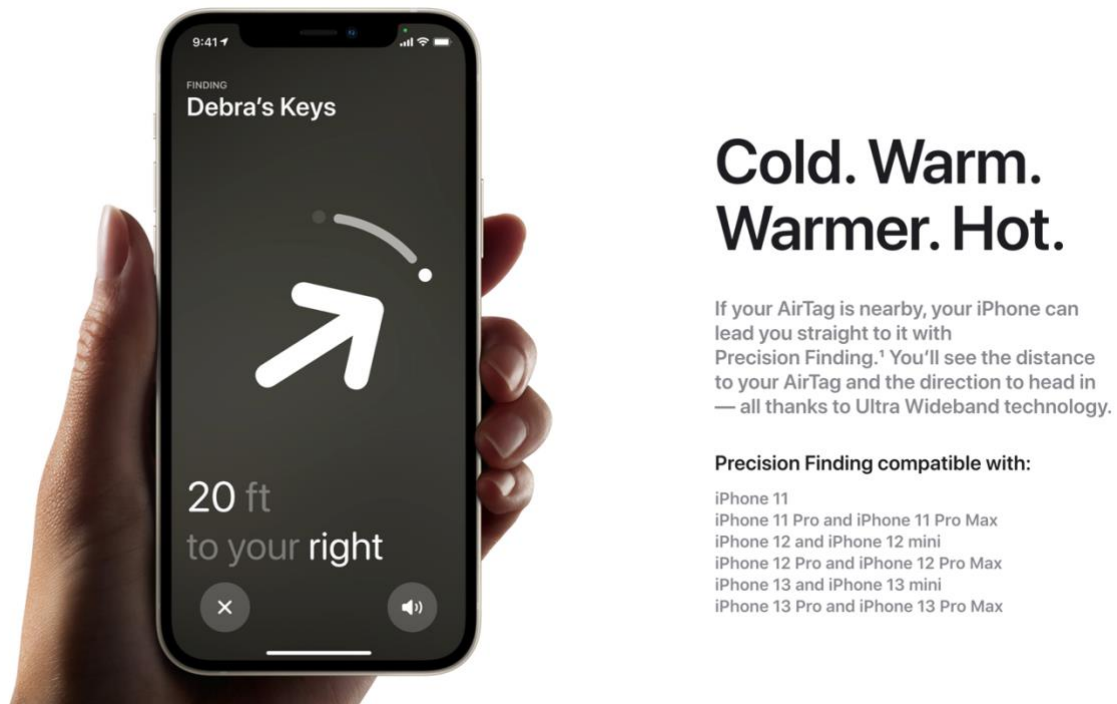 9:41
FINDING
Debra's Keys
20 ft
to your right
Cold. Warm.
Warmer. Hot.
If your AirTag is nearby, your iPhone can
lead you straight to it with
Precision Finding.¹ You'll see the distance
to your AirTag and the direction to head in
— all thanks to Ultra Wideband technology.
Precision Finding compatible with:
iPhone 11
iPhone 11 Pro and iPhone 11 Pro Max
iPhone 12 and iPhone 12 mini
iPhone 12 Pro and iPhone 12 Pro Max
iPhone 13 and iPhone 13 mini
iPhone 13 Pro and iPhone 13 Pro Max